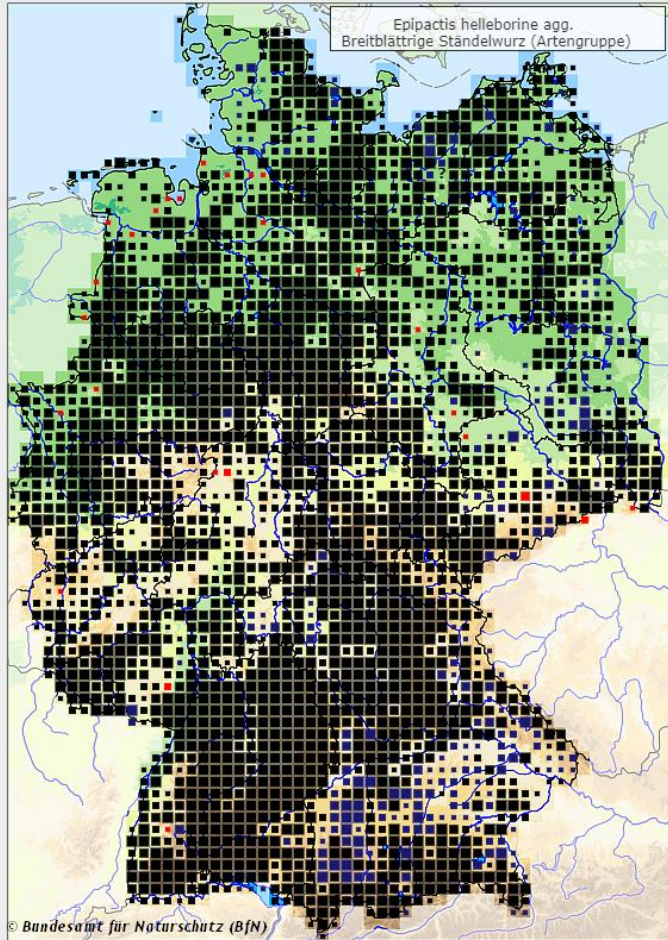 Epipactis helleborine agg.
Breitblättrige Ständelwurz (Artengruppe)
?
© Bundesamt für Naturschutz (BfN)